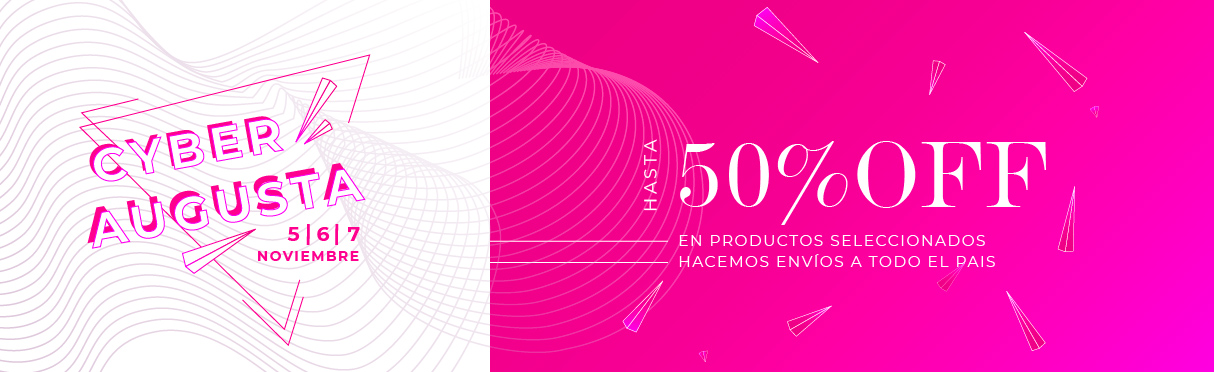 CYBER
AUGUSTA
5|6|7
NOVIEMBRE
HASTA
50%OFF
EN PRODUCTOS SELECCIONADOS
HACEMOS ENVÍOS A TODO EL PAIS